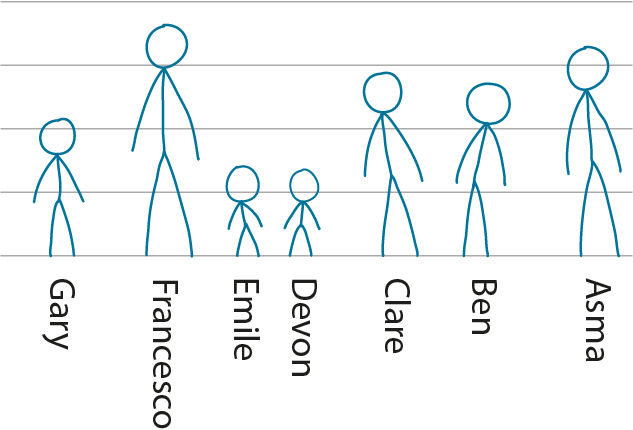 Gary
Francesco
Emile
Devon
Clare
Ben
Asma